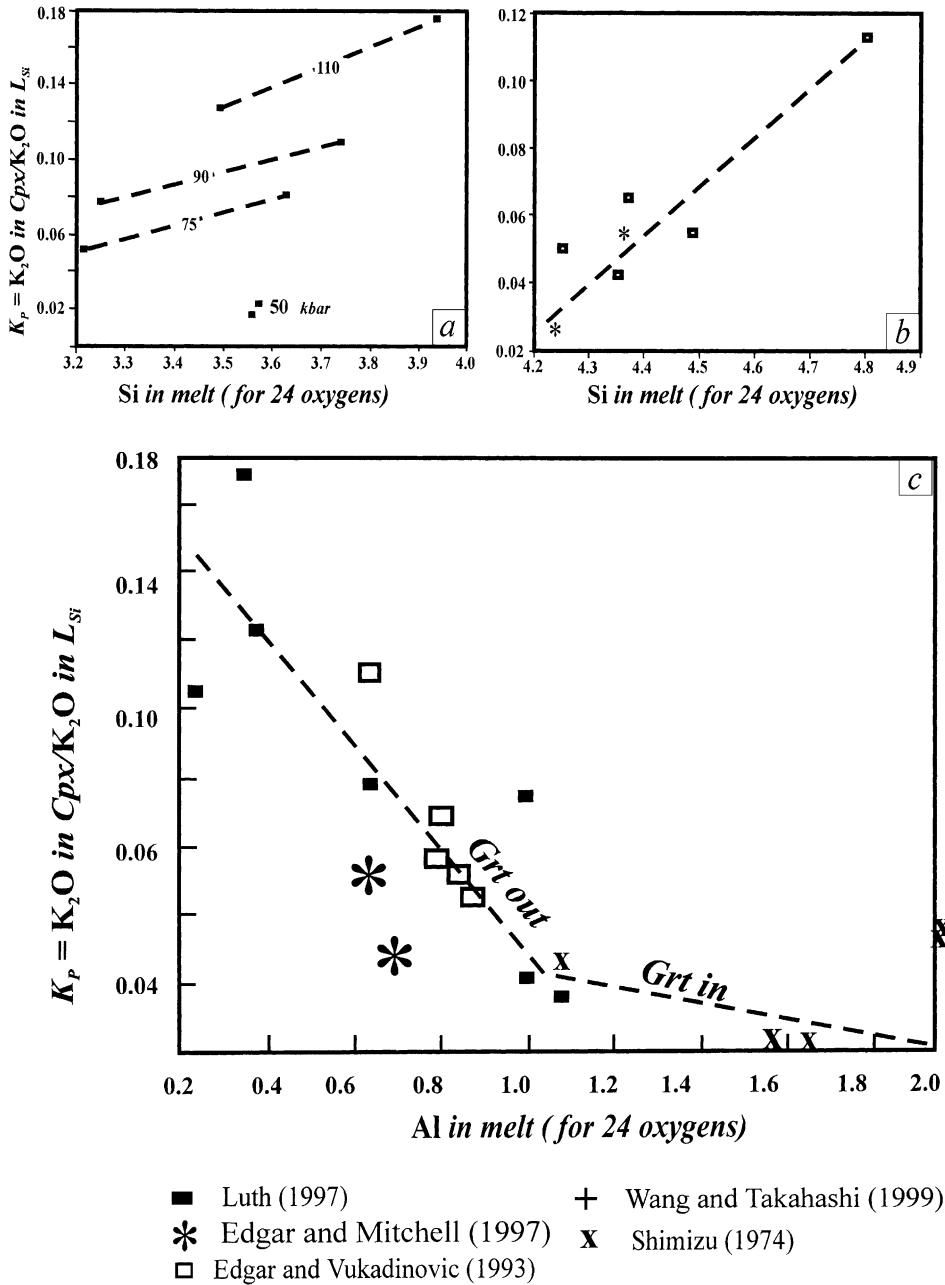 0.18
0.14
0.10
0.06
0.02
K_P = K₂O in Cpx/K₂O in L_Si
110
90
75
50 kbar
a
3.2 3.3 3.4 3.5 3.6 3.7 3.8 3.9 4.0
Si in melt ( for 24 oxygens)
0.12
0.10
0.08
0.06
0.04
0.02
b
4.2 4.3 4.4 4.5 4.6 4.7 4.8 4.9
Si in melt ( for 24 oxygens)
0.18
0.14
0.10
0.06
0.04
K_P = K₂O in Cpx/K₂O in L_Si
c
Grt out
Grt in
0.2 0.4 0.6 0.8 1.0 1.2 1.4 1.6 1.8 2.0
Al in melt ( for 24 oxygens)
Luth (1997)
Edgar and Mitchell (1997)
Edgar and Vukadinovic (1993)
Wang and Takahashi (1999)
x Shimizu (1974)